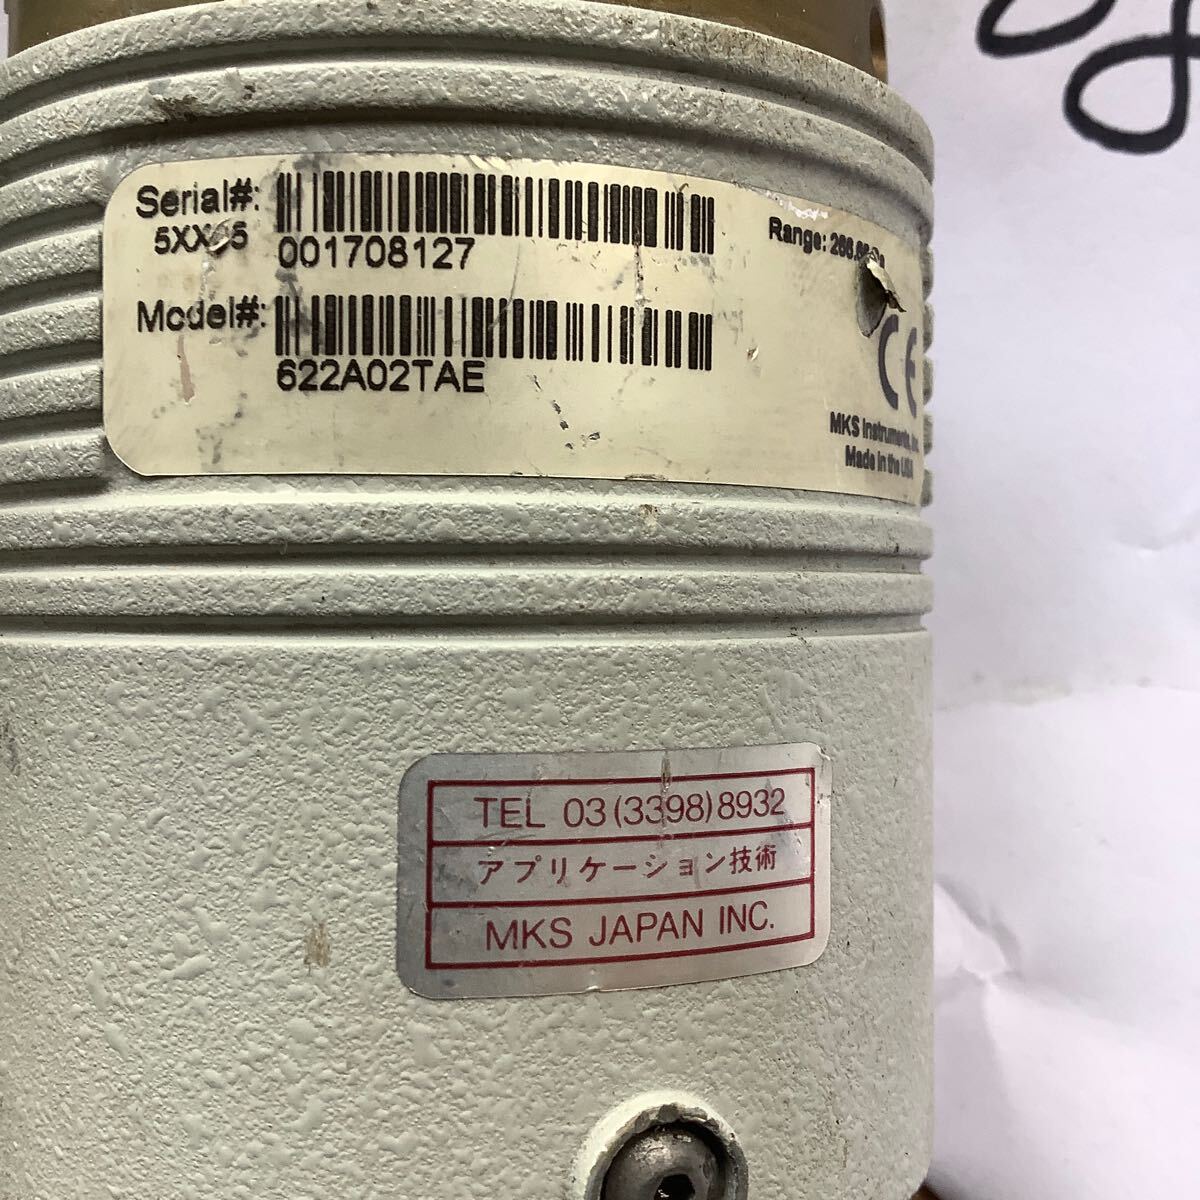 Serial#:
001708127
Model#:
622A02TAE
Range:
CE
MKS Instruments, Inc.
Made in the USA
TEL 03(3398)8932
アプリケーション技術
MKS JAPAN INC.